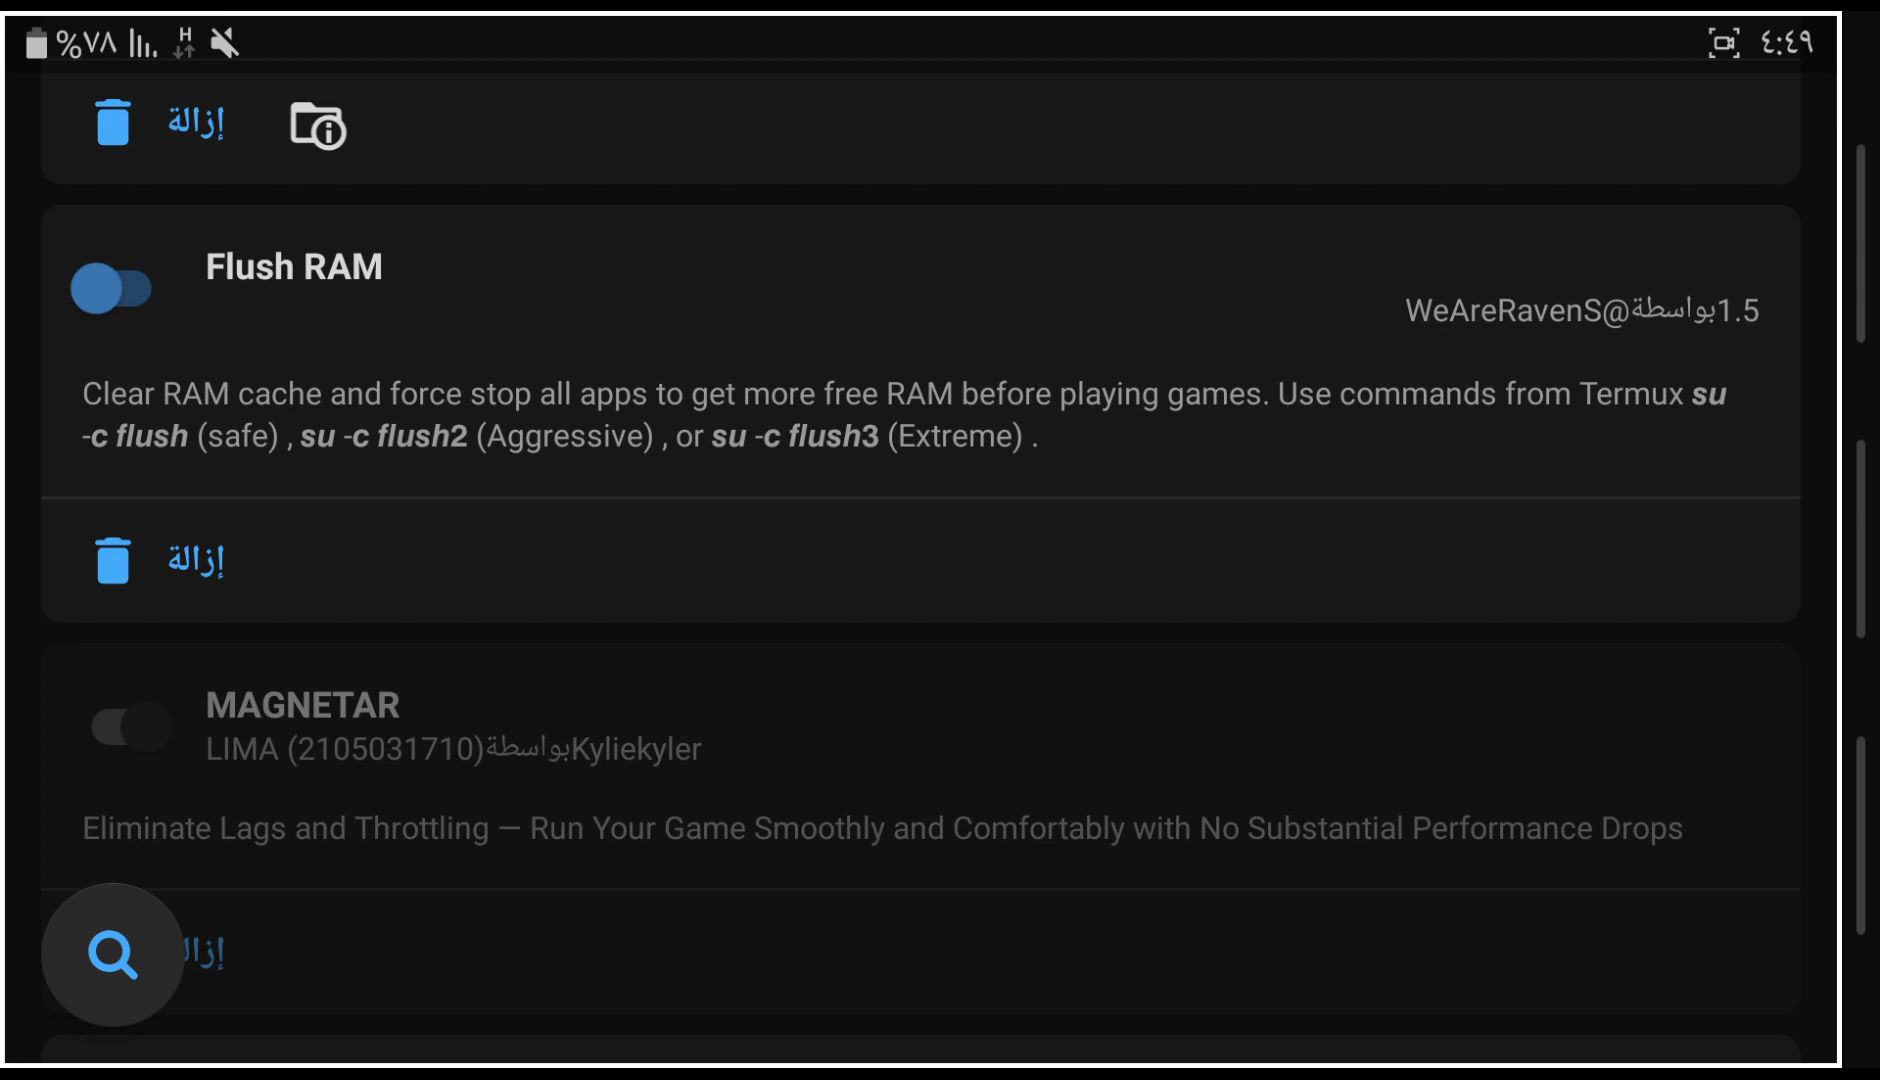 %٧٨ H ٤:٤٩
إزالة
Flush RAM
1.5بواسطة@WeAreRavenS
Clear RAM cache and force stop all apps to get more free RAM before playing games. Use commands from Termux su
-c flush (safe) , su -c flush2 (Aggressive) , or su -c flush3 (Extreme) .
إزالة
MAGNETAR
LIMA (2105031710)بواسطةKyliekyler
Eliminate Lags and Throttling — Run Your Game Smoothly and Comfortably with No Substantial Performance Drops